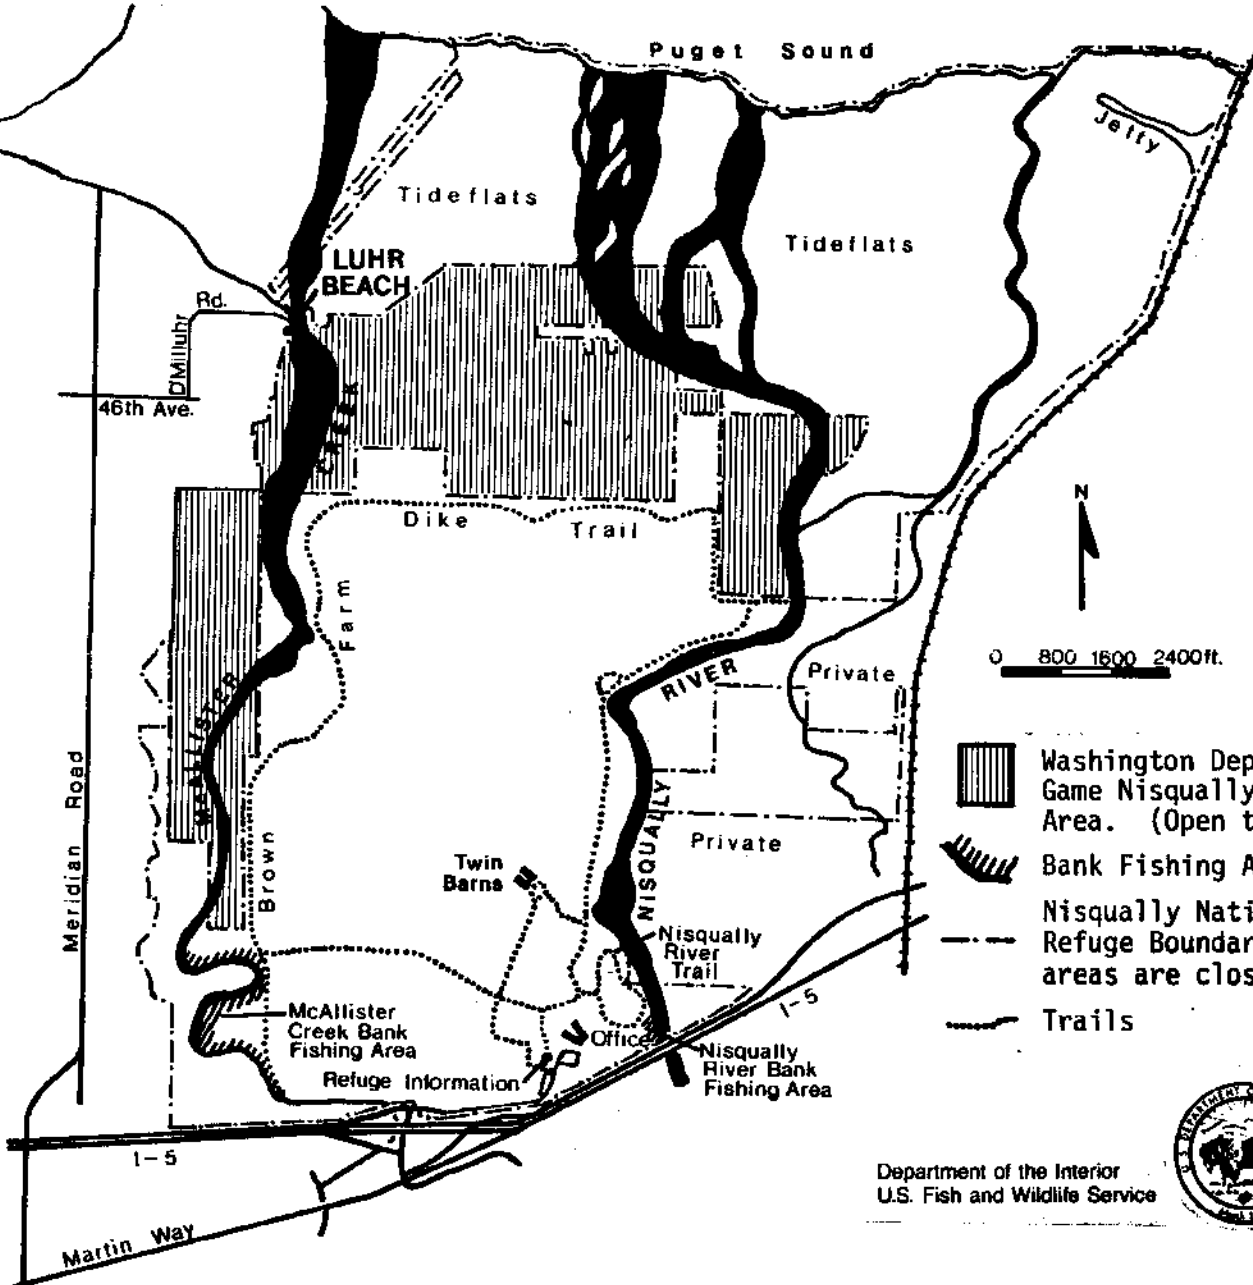 Puget Sound
Jetty
Tideflats
Tideflats
LUHR
BEACH
Rd.
D'Milluhr
46th Ave.
CREEK
McALLISTER
Dike Trail
Farm
Brown
N
0 800 1600 2400ft.
RIVER
NISQUALLY
Private
Private
Meridian Road
Washington Dep
Game Nisqually
Area. (Open t
Bank Fishing A
Nisqually Nati
Refuge Boundar
areas are clos
Trails
Twin
Barns
Nisqually
River
Trail
McAllister
Creek Bank
Fishing Area
Office
Refuge Information
Nisqually
River Bank
Fishing Area
I-5
I-5
Martin Way
Department of the Interior
U.S. Fish and Wildlife Service
U.S. DEPARTMENT O